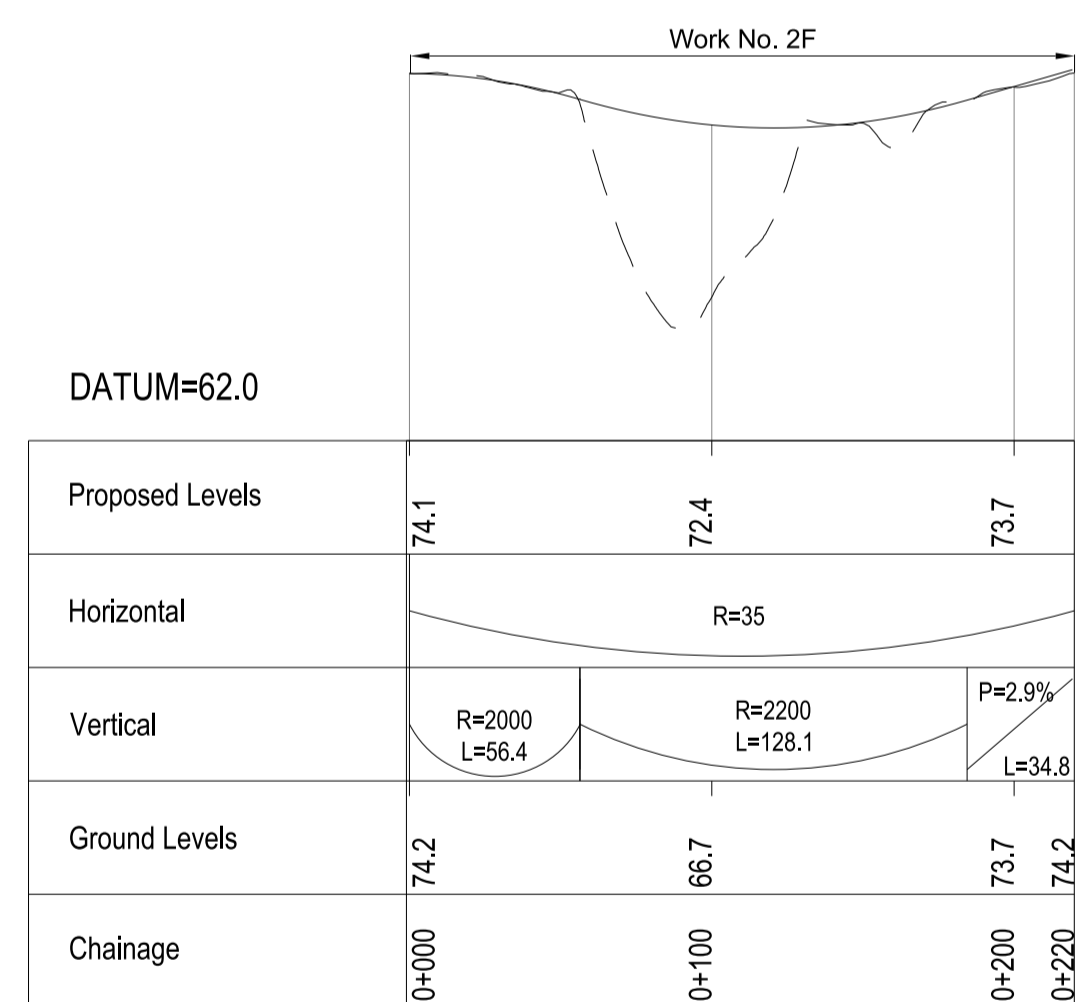 Work No. 2F
DATUM=62.0
Proposed Levels
74.1
72.4
73.7
Horizontal
R=35
Vertical
R=2000
L=56.4
R=2200
L=128.1
P=2.9%
L=34.8
Ground Levels
74.2
66.7
73.7
74.2
Chainage
0+000
0+100
0+200
0+220